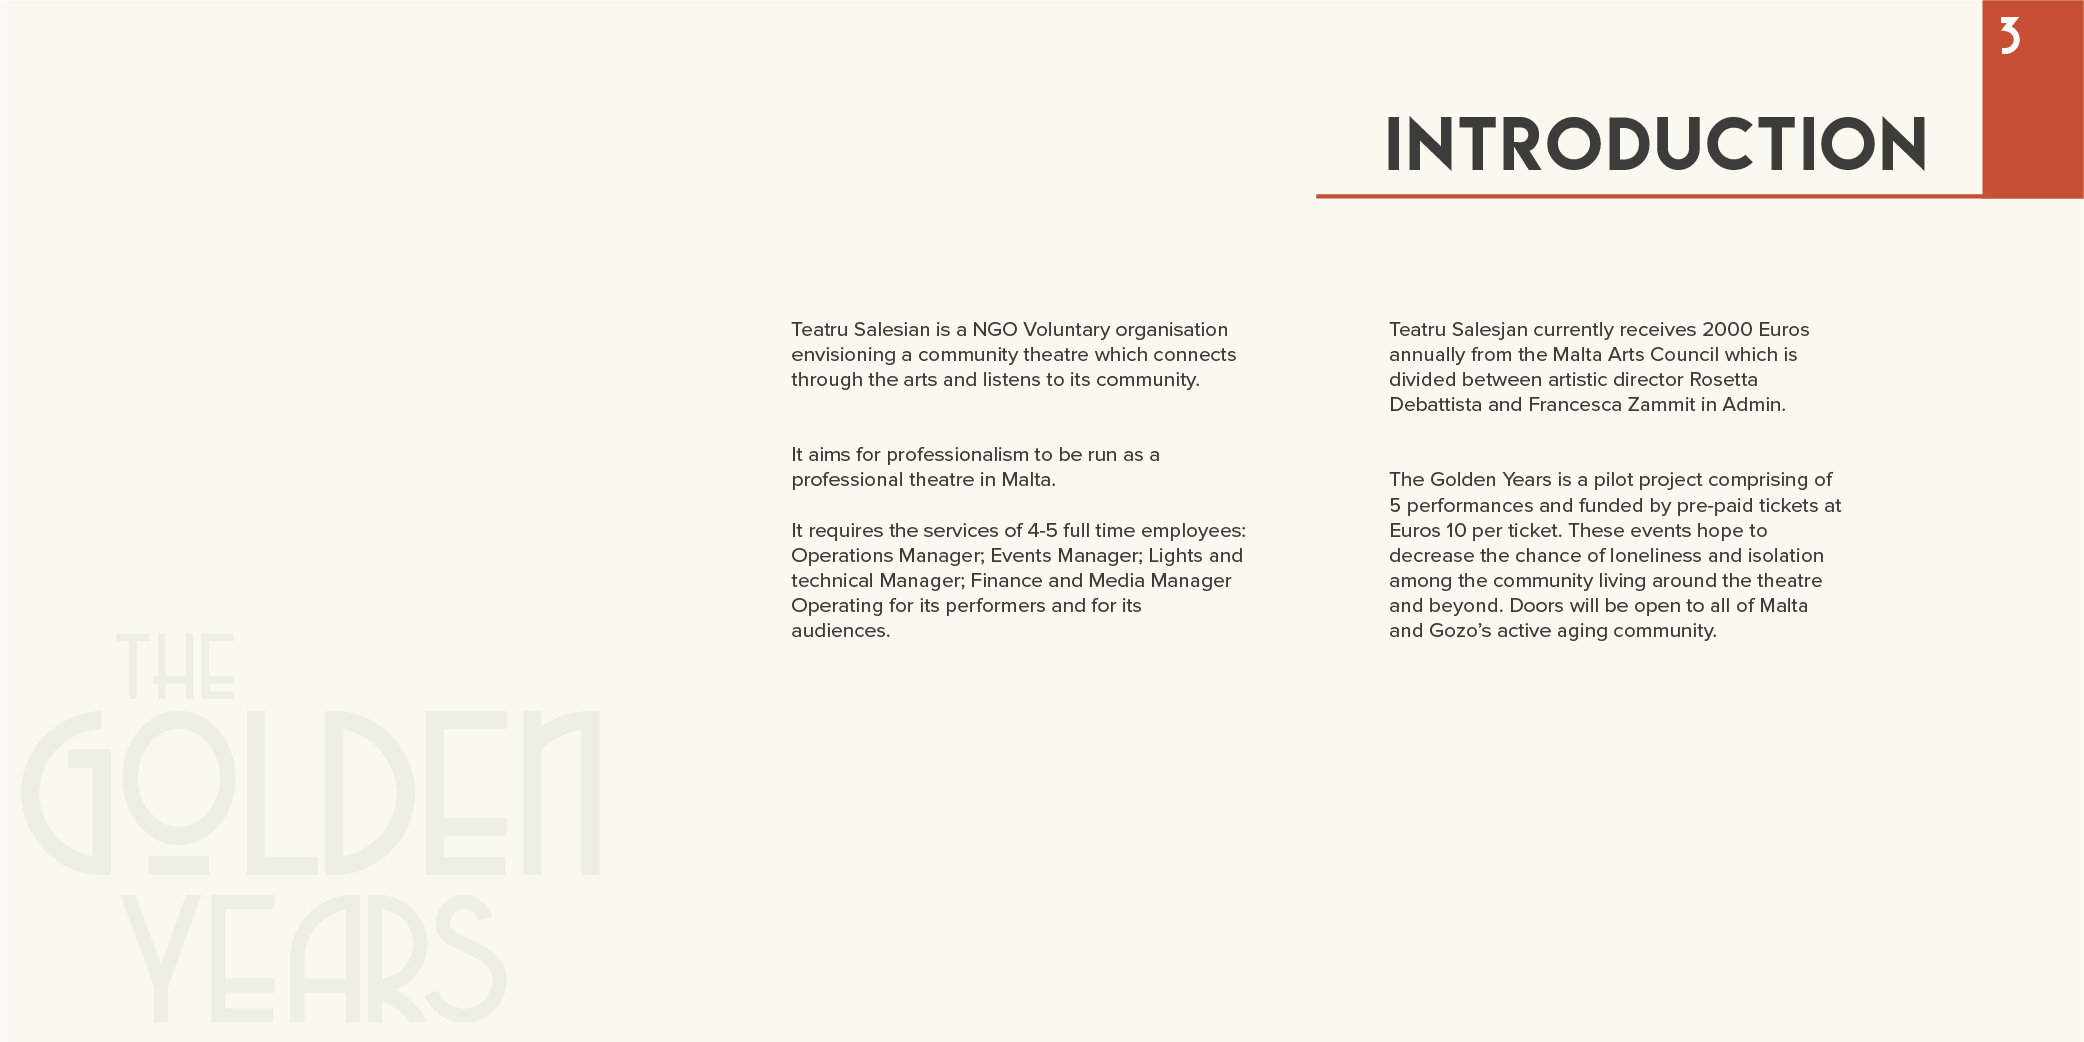 3
INTRODUCTION
Teatru Salesian is a NGO Voluntary organisation
envisioning a community theatre which connects
through the arts and listens to its community.
It aims for professionalism to be run as a
professional theatre in Malta.
It requires the services of 4-5 full time employees:
Operations Manager; Events Manager; Lights and
technical Manager; Finance and Media Manager
Operating for its performers and for its
audiences.
Teatru Salesjan currently receives 2000 Euros
annually from the Malta Arts Council which is
divided between artistic director Rosetta
Debattista and Francesca Zammit in Admin.
The Golden Years is a pilot project comprising of
5 performances and funded by pre-paid tickets at
Euros 10 per ticket. These events hope to
decrease the chance of loneliness and isolation
among the community living around the theatre
and beyond. Doors will be open to all of Malta
and Gozo’s active aging community.
THE
GOLDEN
YEARS